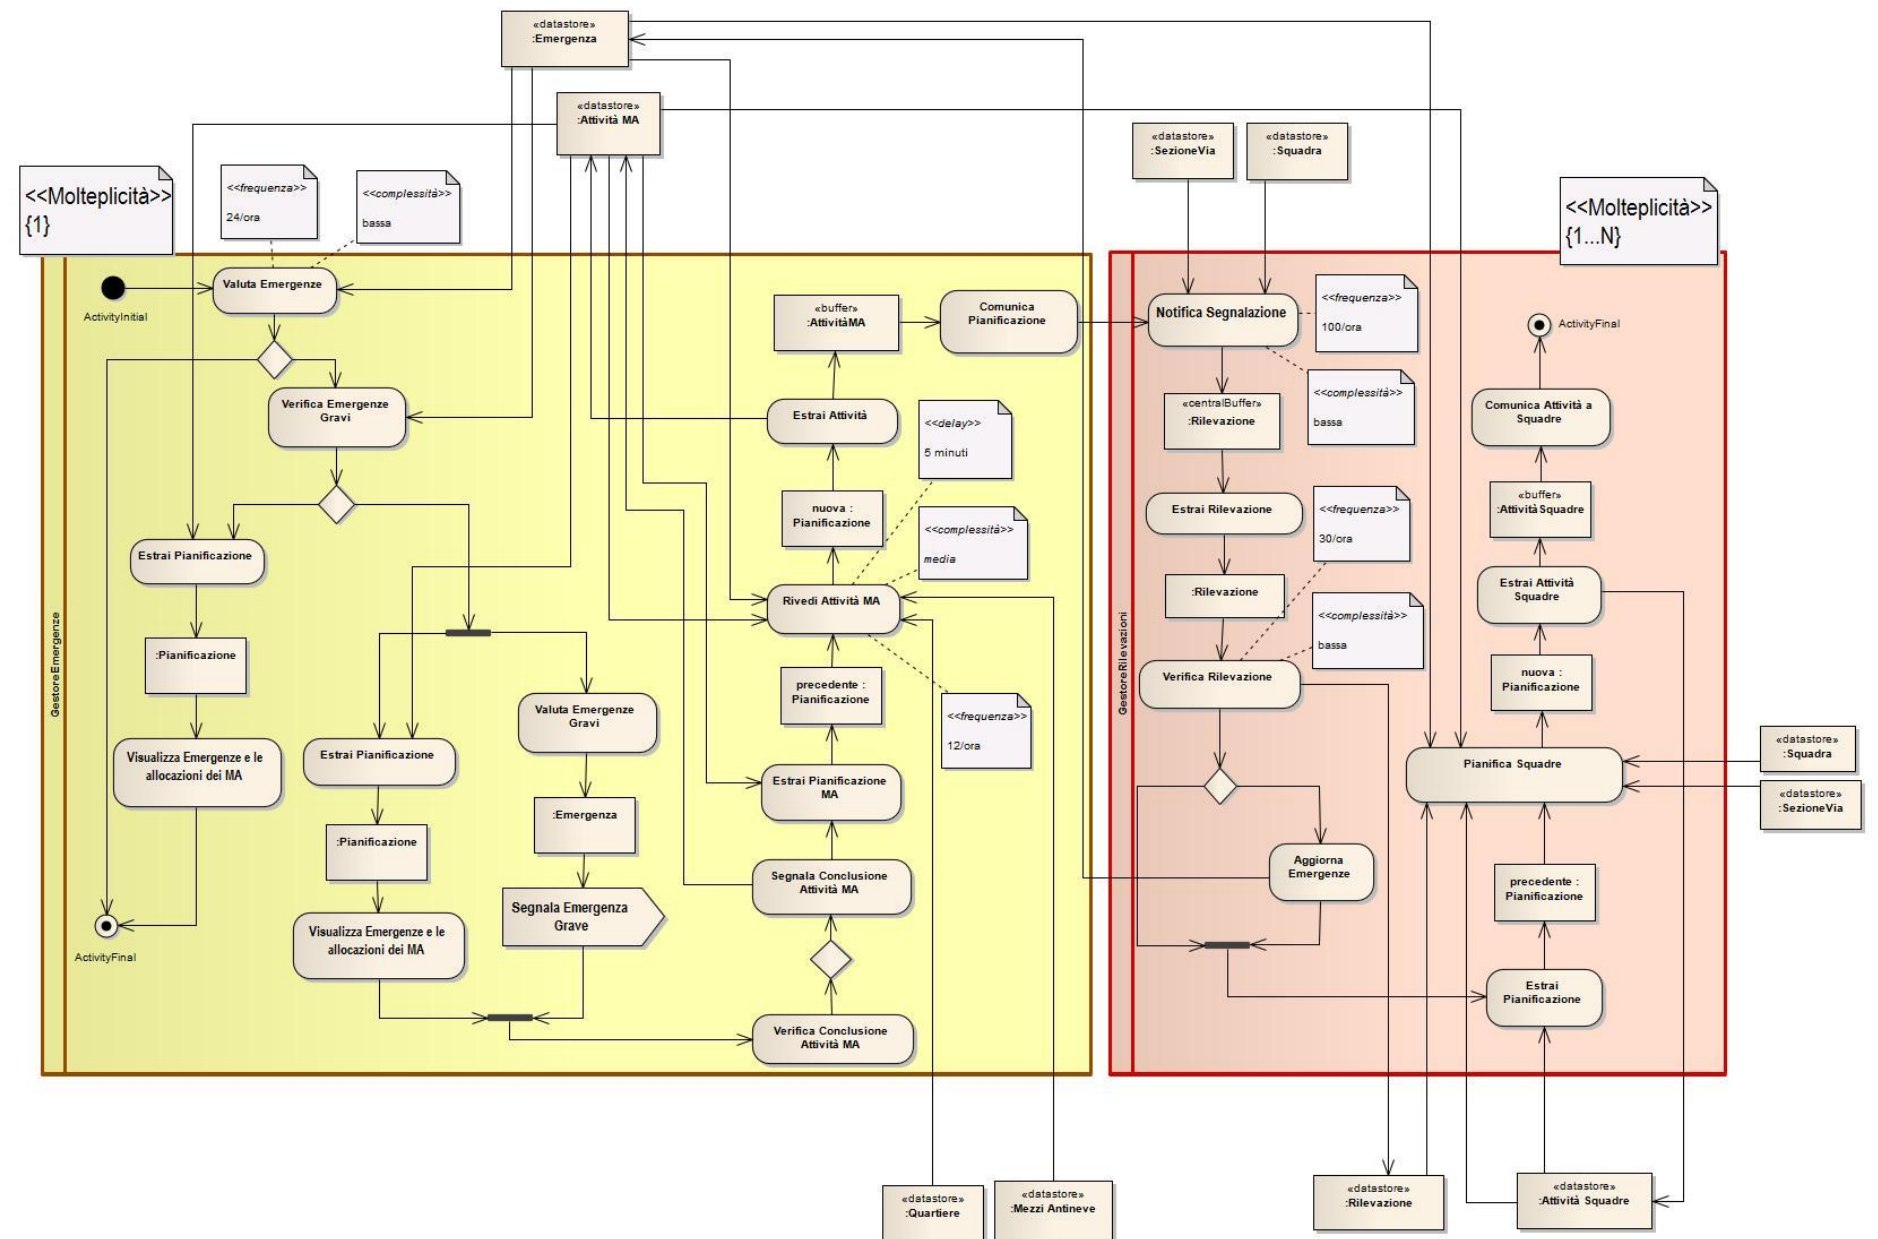 «datastore»
:Emergenza
«datastore»
:Attività MA
«datastore»
:SezioneVia
«datastore»
:Squadra
<<Molteplicità>>
{1}
<<frequenza>>
24/ora
<<complessità>>
bassa
<<Molteplicità>>
{1...N}
GestoreEmergenze
ActivityInitial
Valuta Emergenze
Verifica Emergenze
Gravi
Estrai Pianificazione
:Pianificazione
Visualizza Emergenze e le
allocazioni dei MA
ActivityFinal
Estrai Pianificazione
:Pianificazione
Visualizza Emergenze e le
allocazioni dei MA
Valuta Emergenze
Gravi
:Emergenza
Segnala Emergenza
Grave
«buffer»
:AttivitàMA
Comunica
Pianificazione
Estrai Attività
<<delay>>
5 minuti
nuova :
Pianificazione
<<complessità>>
media
Rivedi Attività MA
precedente :
Pianificazione
<<frequenza>>
12/ora
Estrai Pianificazione
MA
Segnala Conclusione
Attività MA
Verifica Conclusione
Attività MA
GestoreRilevazioni
Notifica Segnalazione
<<frequenza>>
100/ora
<<complessità>>
bassa
«centralBuffer»
:Rilevazione
Estrai Rilevazione
<<frequenza>>
30/ora
:Rilevazione
<<complessità>>
bassa
Verifica Rilevazione
Aggiorna
Emergenze
ActivityFinal
Comunica Attività a
Squadre
«buffer»
:Attività Squadre
Estrai Attività
Squadre
nuova :
Pianificazione
Pianifica Squadre
precedente :
Pianificazione
Estrai
Pianificazione
«datastore»
:Squadra
«datastore»
:SezioneVia
«datastore»
:Quartiere
«datastore»
:Mezzi Antineve
«datastore»
:Rilevazione
«datastore»
:Attività Squadre